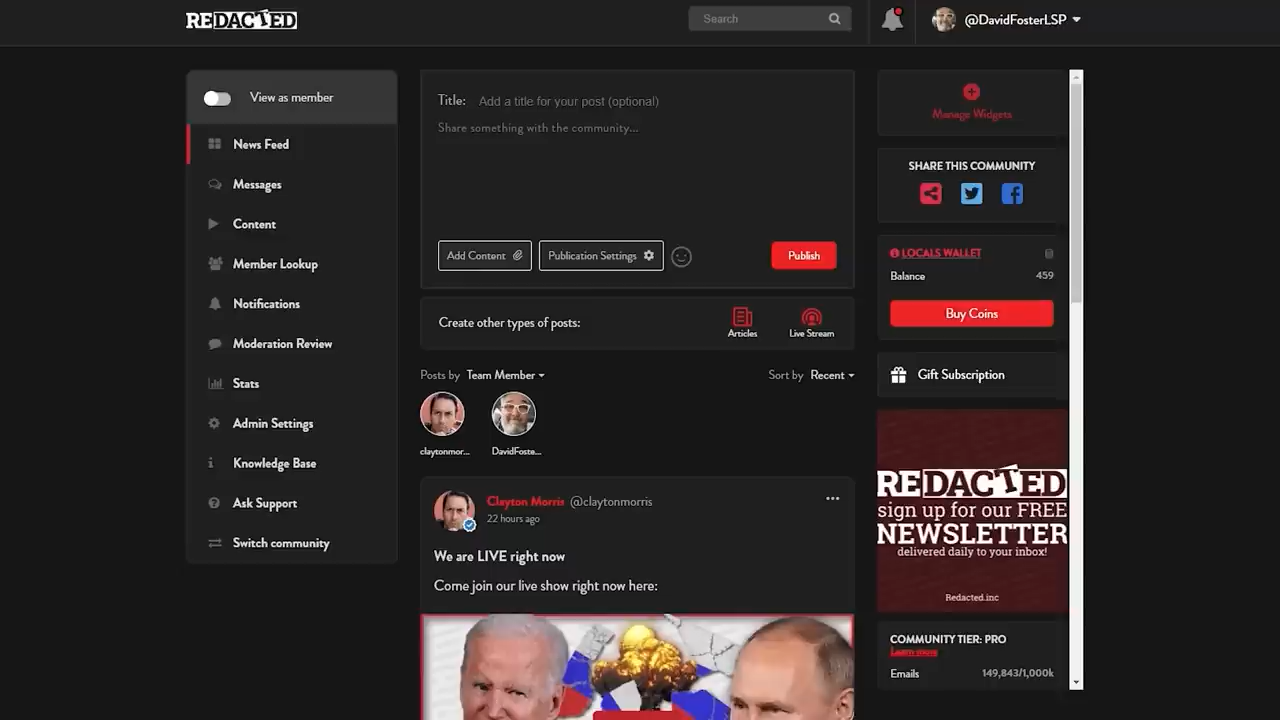 REDACTED
Search
@DavidFosterLSP
View as member
News Feed
Messages
Content
Member Lookup
Notifications
Moderation Review
Stats
Admin Settings
Knowledge Base
Ask Support
Switch community
Title: Add a title for your post (optional)
Share something with the community...
Add Content
Publication Settings
Publish
Create other types of posts:
Articles
Live Stream
Posts by Team Member
Sort by Recent
claytonmor...
DavidFoste...
Clayton Morris @claytonmorris
22 hours ago
We are LIVE right now
Come join our live show right now here:
Manage Widgets
SHARE THIS COMMUNITY
LOCALS WALLET
Balance 459
Buy Coins
Gift Subscription
REDACTED
sign up for our FREE
NEWSLETTER
delivered daily to your inbox!
Redacted.inc
COMMUNITY TIER: PRO
Learn more
Emails 149,843/1,000k